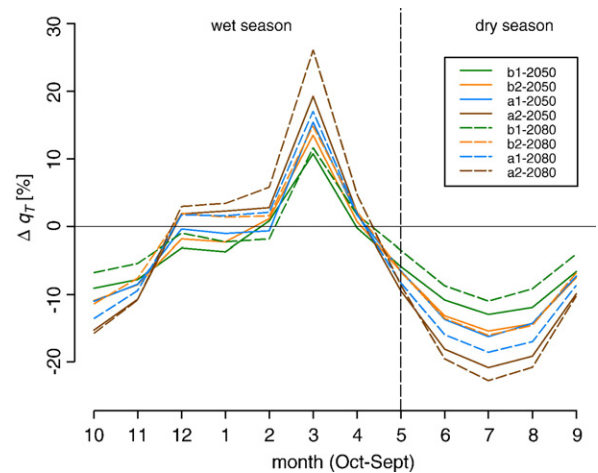 wet season
dry season
30
20
10
0
-10
-20
Δ qT [%]
b1-2050
b2-2050
a1-2050
a2-2050
b1-2080
b2-2080
a1-2080
a2-2080
10 11 12 1 2 3 4 5 6 7 8 9
month (Oct-Sept)